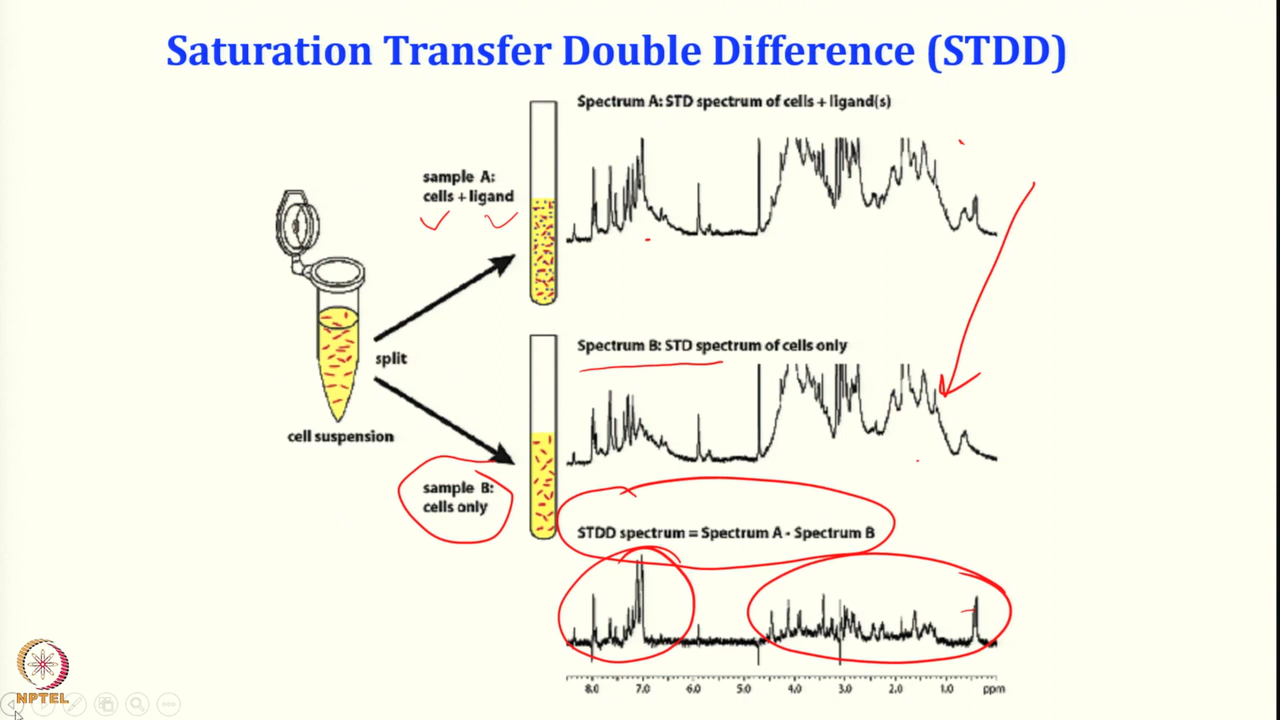 Saturation Transfer Double Difference (STDD)
Spectrum A: STD spectrum of cells + ligand(s)
sample A:
cells + ligand
split
cell suspension
Spectrum B: STD spectrum of cells only
sample B:
cells only
STDD spectrum = Spectrum A - Spectrum B
8.0 7.0 6.0 5.0 4.0 3.0 2.0 1.0 ppm
NPTEL